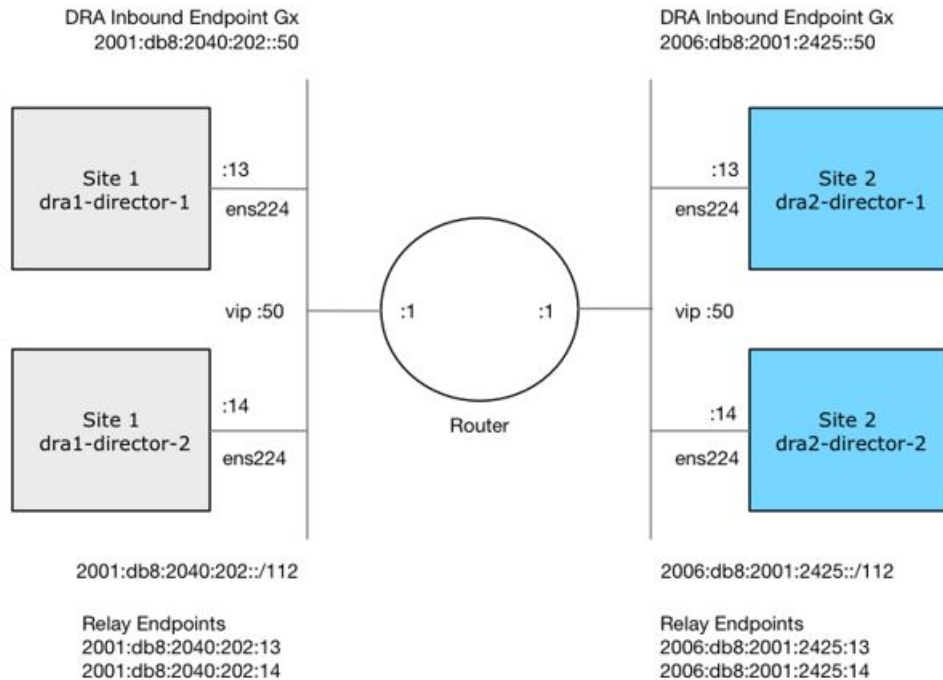 DRA Inbound Endpoint Gx
2001:db8:2040:202::50
DRA Inbound Endpoint Gx
2006:db8:2001:2425::50
Site 1
dra1-director-1
:13
ens224
:13
ens224
Site 2
dra2-director-1
vip :50
:1
:1
vip :50
Router
Site 1
dra1-director-2
:14
ens224
:14
ens224
Site 2
dra2-director-2
2001:db8:2040:202::/112
2006:db8:2001:2425::/112
Relay Endpoints
2001:db8:2040:202:13
2001:db8:2040:202:14
Relay Endpoints
2006:db8:2001:2425:13
2006:db8:2001:2425:14